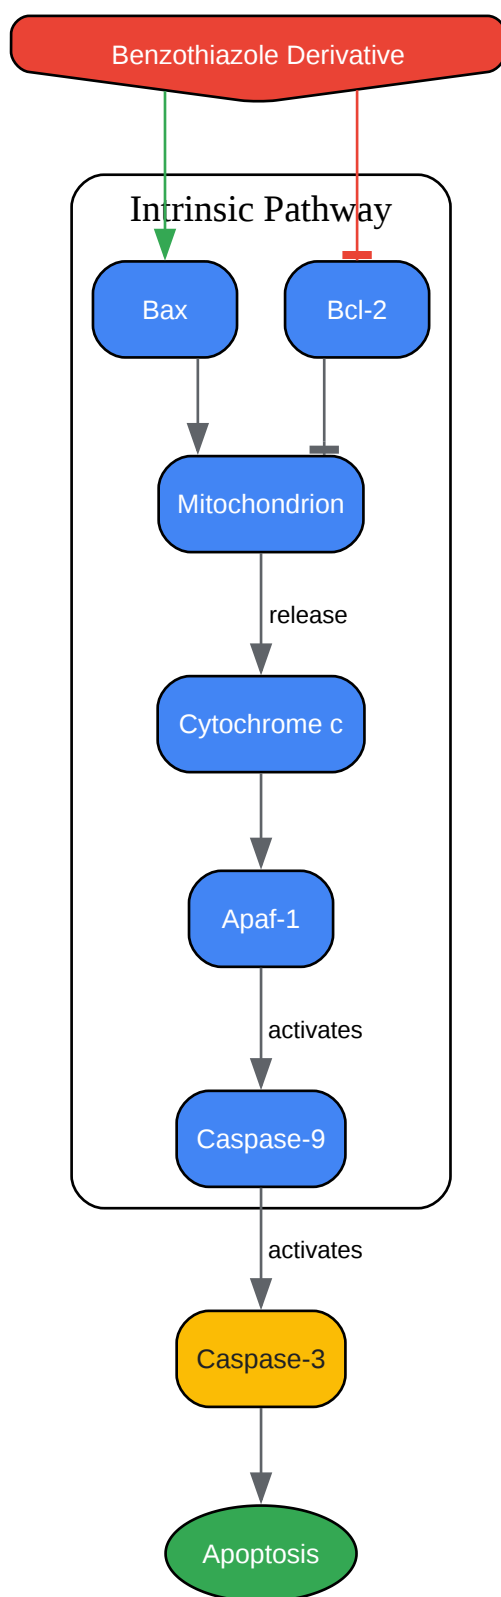 Benzothiazole Derivative
Intrinsic Pathway
Bax
Bcl-2
Mitochondrion
release
Cytochrome c
Apaf-1
activates
Caspase-9
activates
Caspase-3
Apoptosis